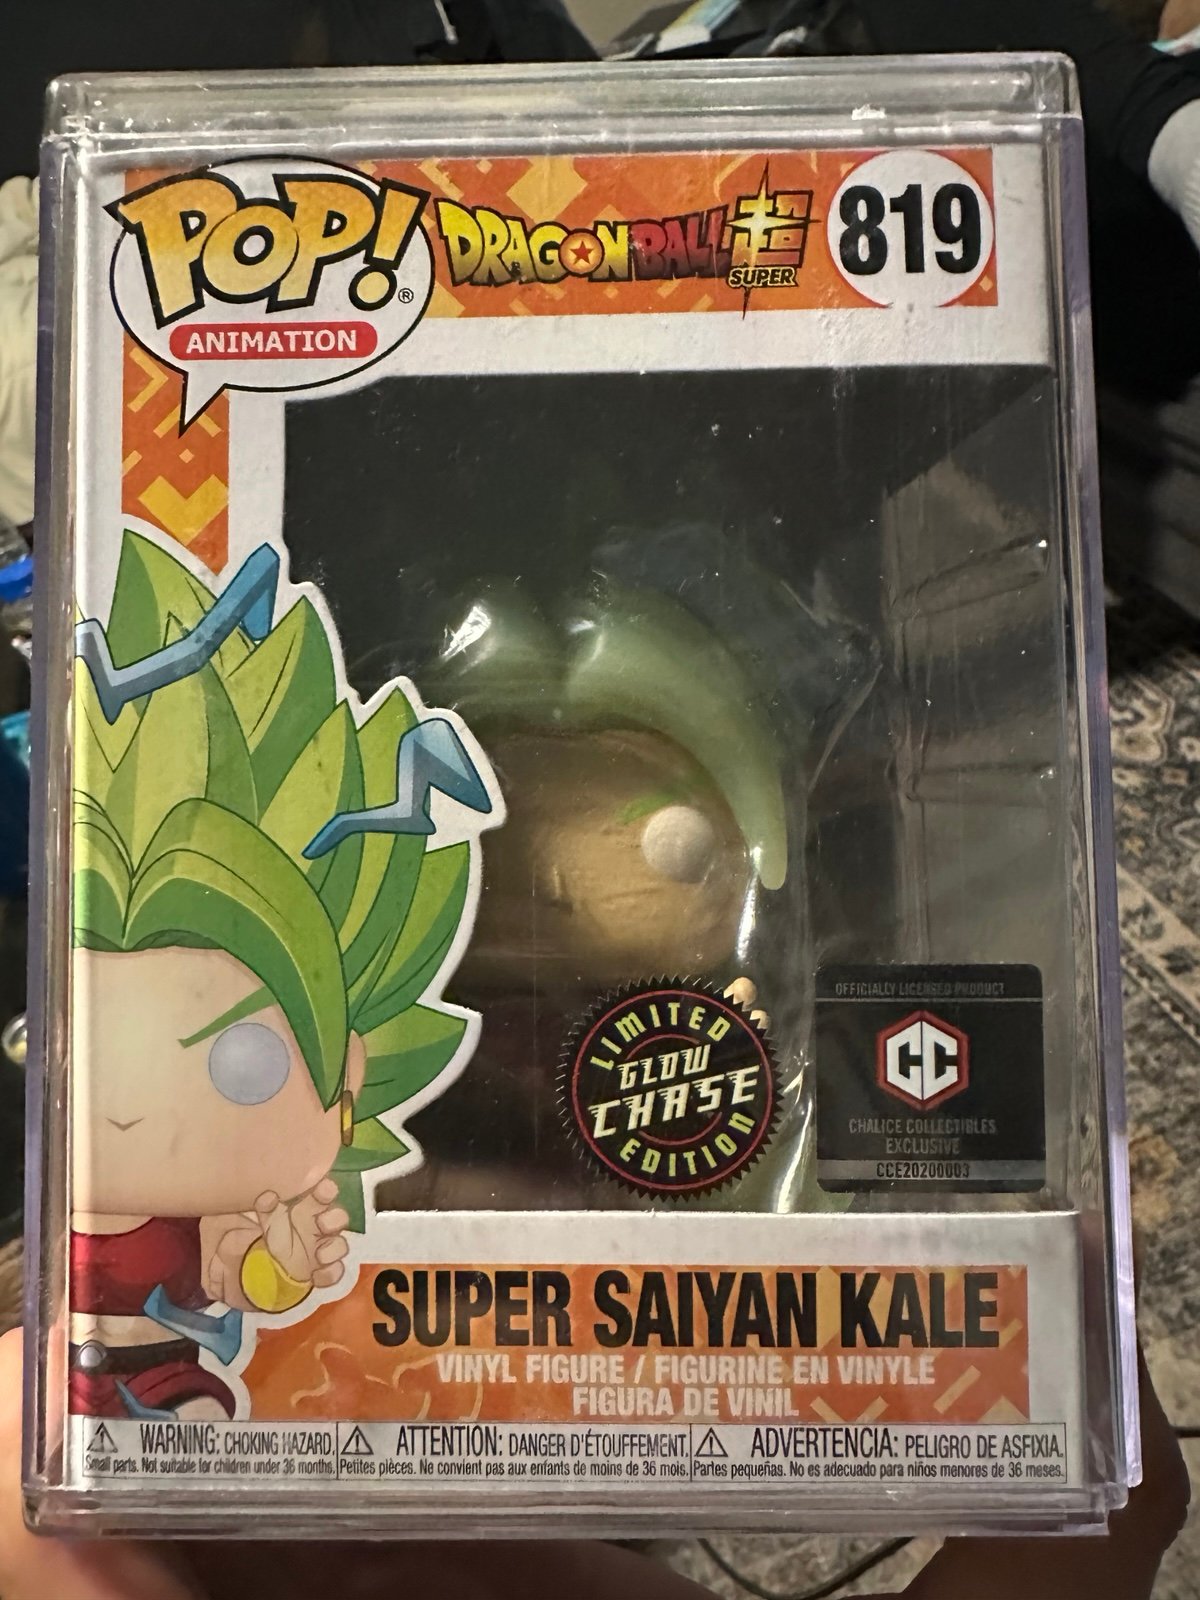 POP!®
ANIMATION
DRAGON BALL 超
SUPER
819
LIMITED
GLOW
CHASE
EDITION
OFFICIALLY LICENSED PRODUCT
CC
CHALICE COLLECTIBLES
EXCLUSIVE
CCE20200003
SUPER SAIYAN KALE
VINYL FIGURE / FIGURINE EN VINYLE
FIGURA DE VINIL
WARNING: CHOKING HAZARD.
Small parts. Not suitable for children under 36 months.
ATTENTION: DANGER D'ÉTOUFFEMENT.
Petites pièces. Ne convient pas aux enfants de moins de 36 mois.
ADVERTENCIA: PELIGRO DE ASFIXIA.
Partes pequeñas. No es adecuado para niños menores de 36 meses.